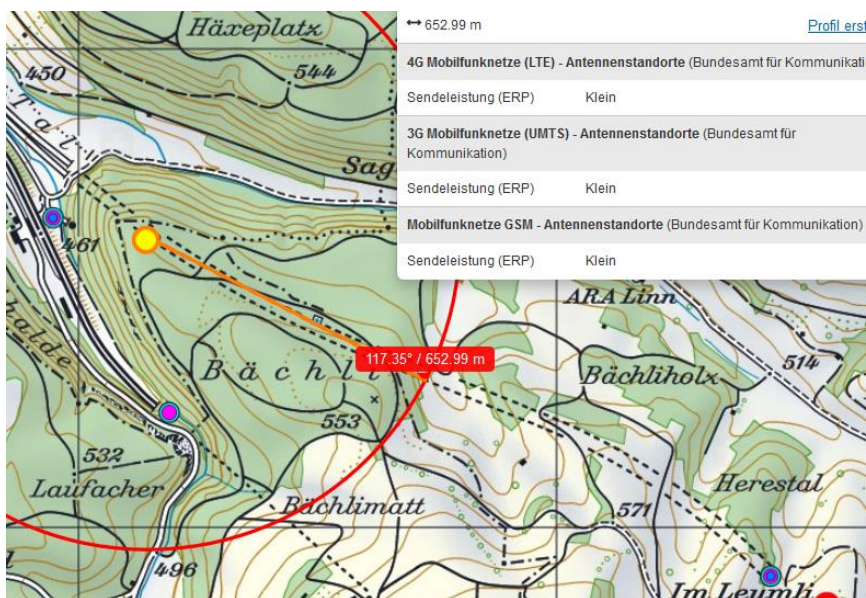 Häxeplatz
450
544
Tal
Sag
461
halde
117.35° / 652.99 m
ARA Linn
Bächliholz
514
553
532
Laufacher
Bächlimatt
Herestal
571
496
Im Leumli
↔ 652.99 m
Profil erst
4G Mobilfunknetze (LTE) - Antennenstandorte (Bundesamt für Kommunikati
Sendeleistung (ERP) Klein
3G Mobilfunknetze (UMTS) - Antennenstandorte (Bundesamt für
Kommunikation)
Sendeleistung (ERP) Klein
Mobilfunknetze GSM - Antennenstandorte (Bundesamt für Kommunikation)
Sendeleistung (ERP) Klein